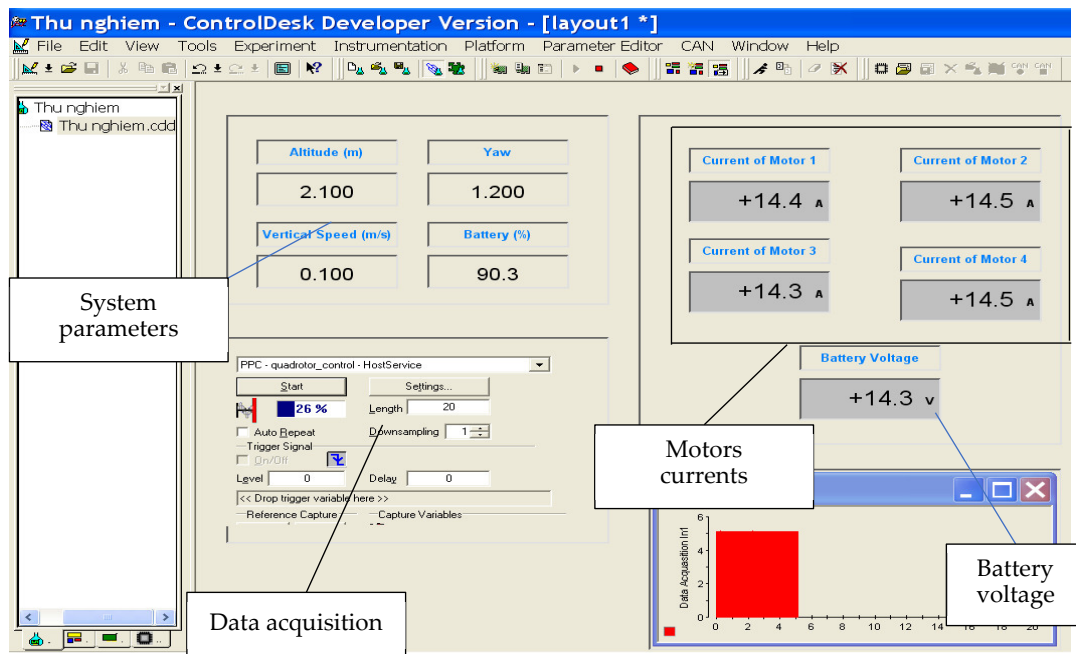 Thu nghiem - ControlDesk Developer Version - [layout1 *]
File Edit View Tools Experiment Instrumentation Platform Parameter Editor CAN Window Help
CAN CAN
Thu nghiem
Thu nghiem.cdd
Altitude (m) Yaw
2.100 1.200
Vertical Speed (m/s) Battery (%)
0.100 90.3
System
parameters
PPC - quadrotor_control - HostService
Start Settings...
26 % Length 20
Auto Repeat Downsampling 1
Trigger Signal
On/Off
Level 0 Delay 0
<< Drop trigger variable here >>
Reference Capture Capture Variables
Data acquisition
Current of Motor 1 Current of Motor 2
+14.4 A +14.5 A
Current of Motor 3 Current of Motor 4
+14.3 A +14.5 A
Battery Voltage
+14.3 V
Motors
currents
Data Acquasition In1
6
4
2
0
0 2 4 6 8 10 12 14 16 18 20
Battery
voltage